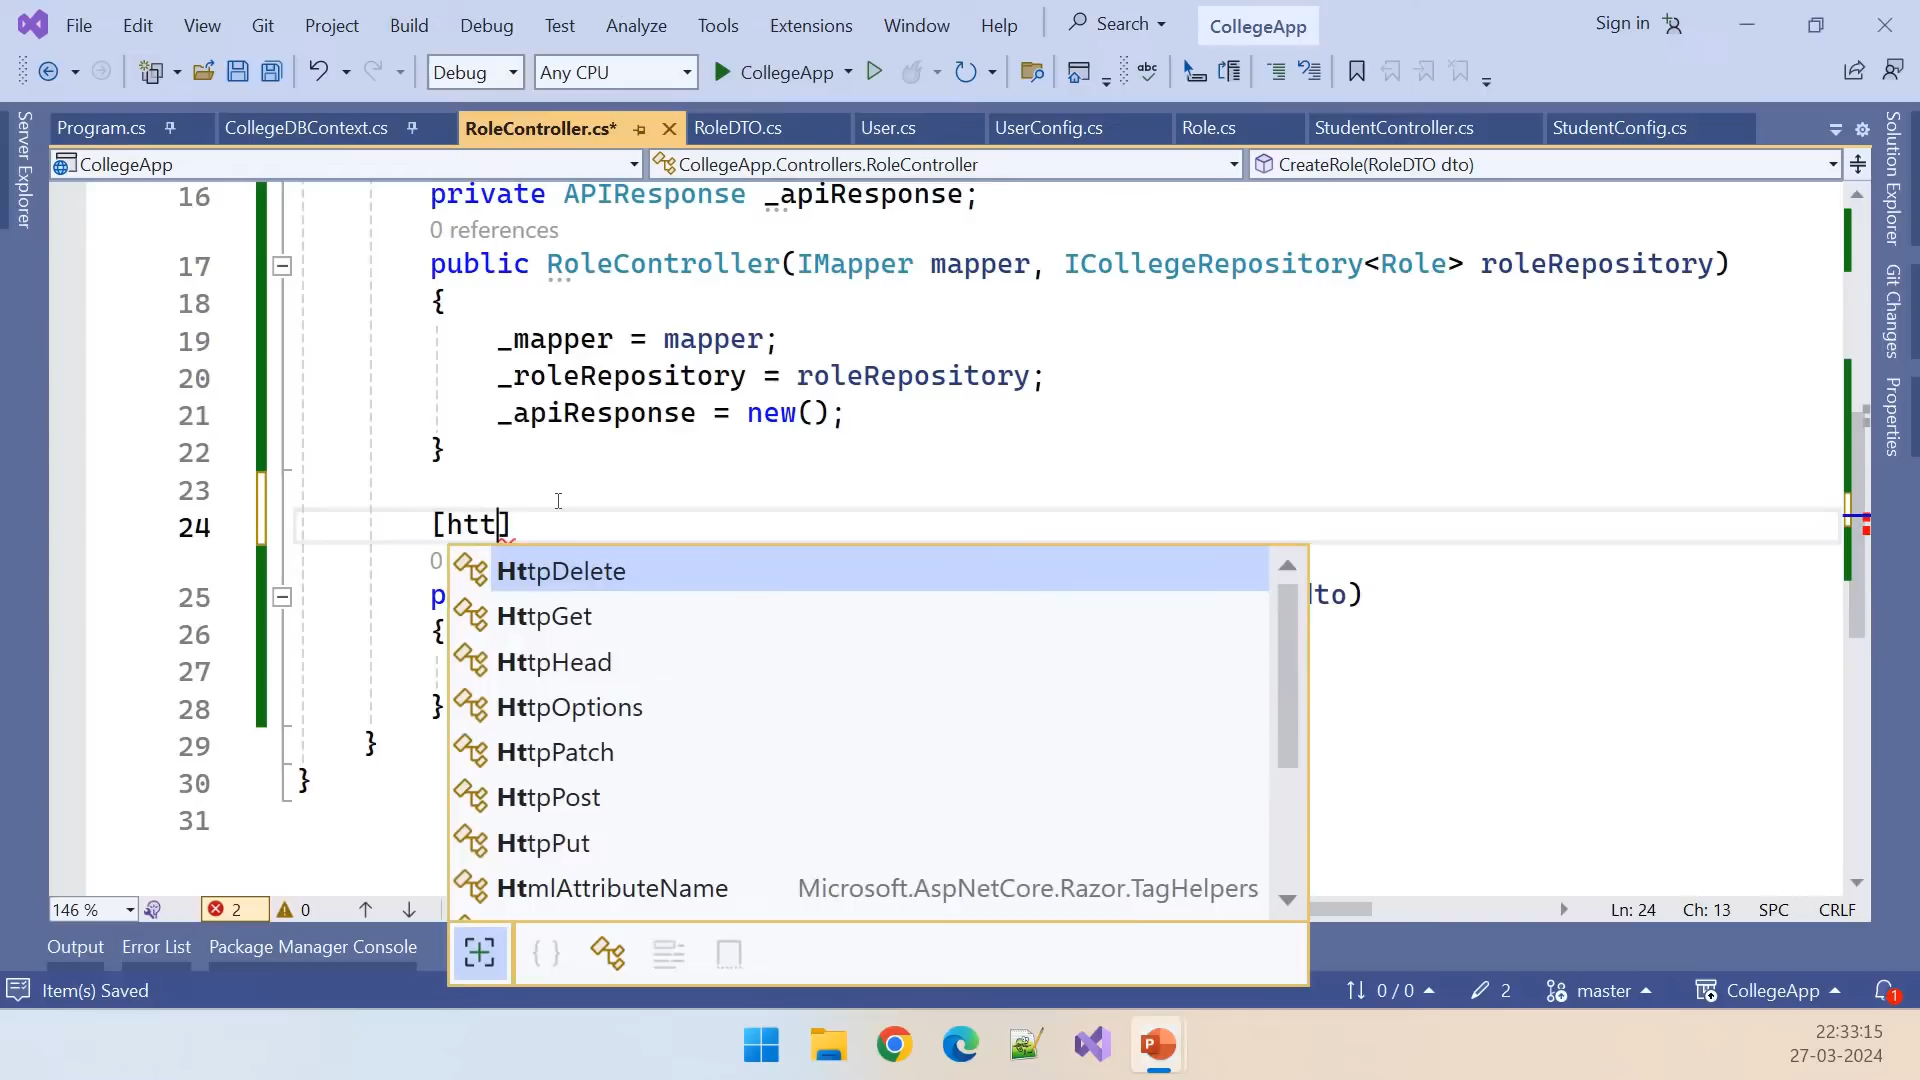 File Edit View Git Project Build Debug Test Analyze Tools Extensions Window Help Search CollegeApp Sign in
Debug Any CPU CollegeApp
Program.cs CollegeDBContext.cs RoleController.cs* RoleDTO.cs User.cs UserConfig.cs Role.cs StudentController.cs StudentConfig.cs
CollegeApp CollegeApp.Controllers.RoleController CreateRole(RoleDTO dto)
Server Explorer
Solution Explorer
Git Changes
Properties
16 private APIResponse _apiResponse;
0 references
17 public RoleController(IMapper mapper, ICollegeRepository<Role> roleRepository)
18 {
19 _mapper = mapper;
20 _roleRepository = roleRepository;
21 _apiResponse = new();
22 }
23
24 [htt]
0
25 p dto)
26 {
27
28 }
29 }
30 }
31
HttpDelete
HttpGet
HttpHead
HttpOptions
HttpPatch
HttpPost
HttpPut
HtmlAttributeName Microsoft.AspNetCore.Razor.TagHelpers
146 % 2 0 Ln: 24 Ch: 13 SPC CRLF
Output Error List Package Manager Console
Item(s) Saved 0 / 0 2 master CollegeApp 1
22:33:15
27-03-2024